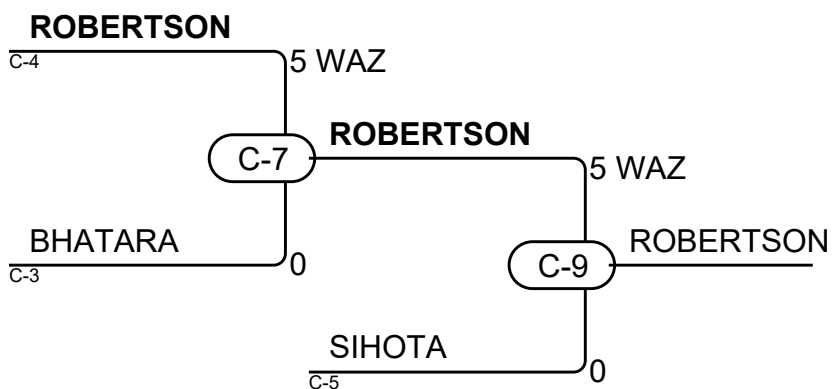 ROBERTSON
C-4
5 WAZ
C-7
ROBERTSON
5 WAZ
BHATARA
C-3
0
C-9
ROBERTSON
SIHOTA
C-5
0